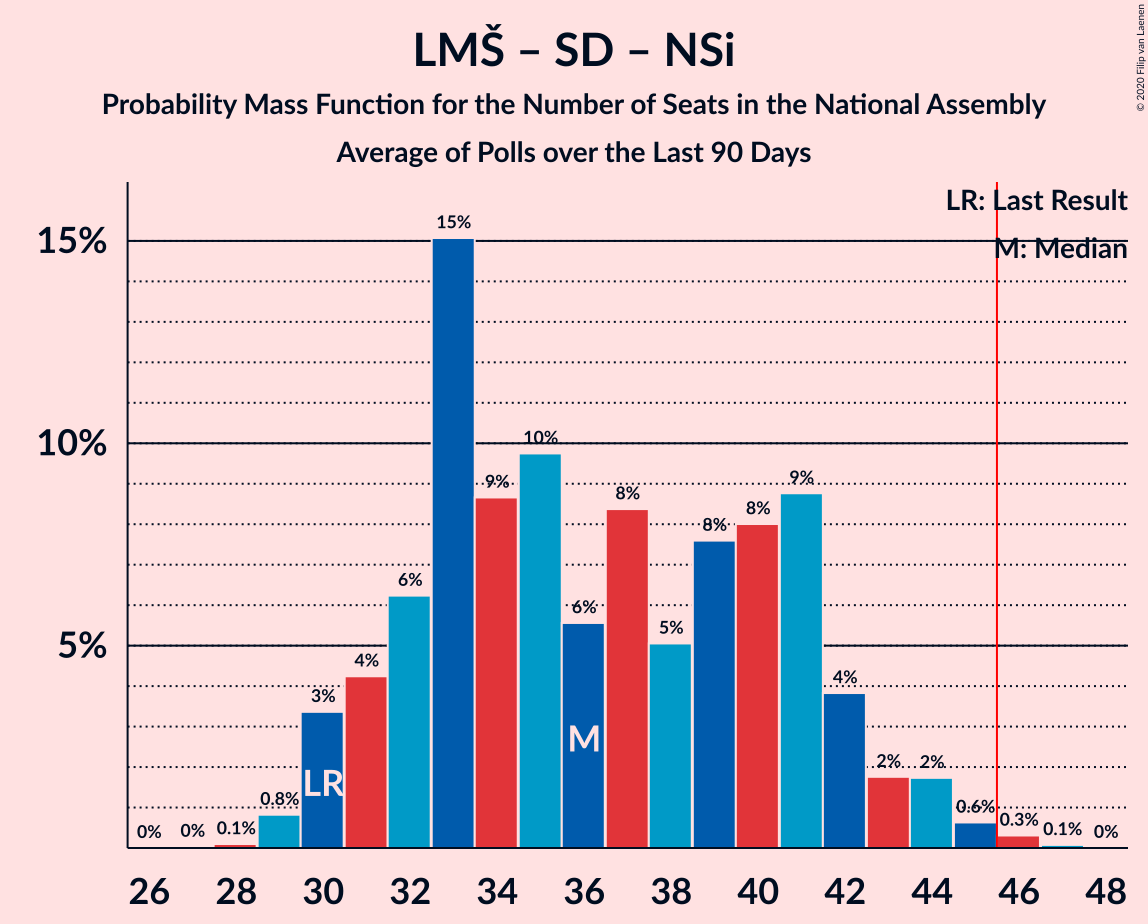 LMŠ – SD – NSi
Probability Mass Function for the Number of Seats in the National Assembly
Average of Polls over the Last 90 Days
© 2020 Filip van Laenen
LR: Last Result
M: Median
15%
10%
5%
0% 0% 0.1% 0.8% 3% 4% 6% 15% 9% 10% 6% 8% 5% 8% 8% 9% 4% 2% 2% 0.6% 0.3% 0.1% 0%
LR
M
26 28 30 32 34 36 38 40 42 44 46 48